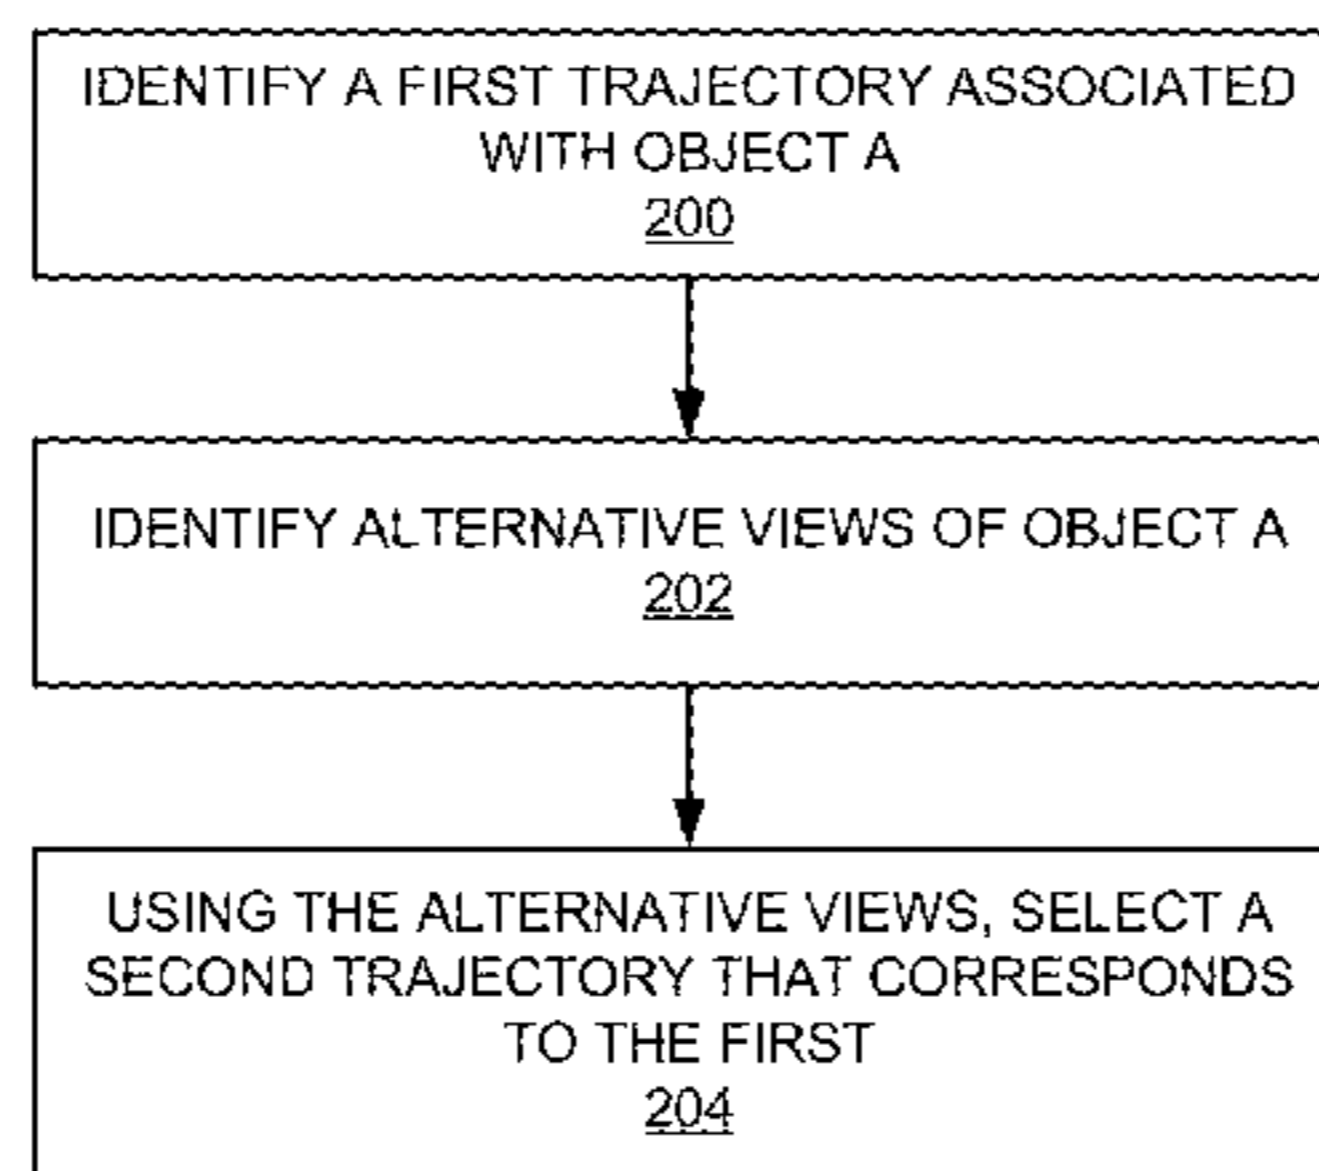 IDENTIFY A FIRST TRAJECTORY ASSOCIATED
WITH OBJECT A
200
IDENTIFY ALTERNATIVE VIEWS OF OBJECT A
202
USING THE ALTERNATIVE VIEWS, SELECT A
SECOND TRAJECTORY THAT CORRESPONDS
TO THE FIRST
204